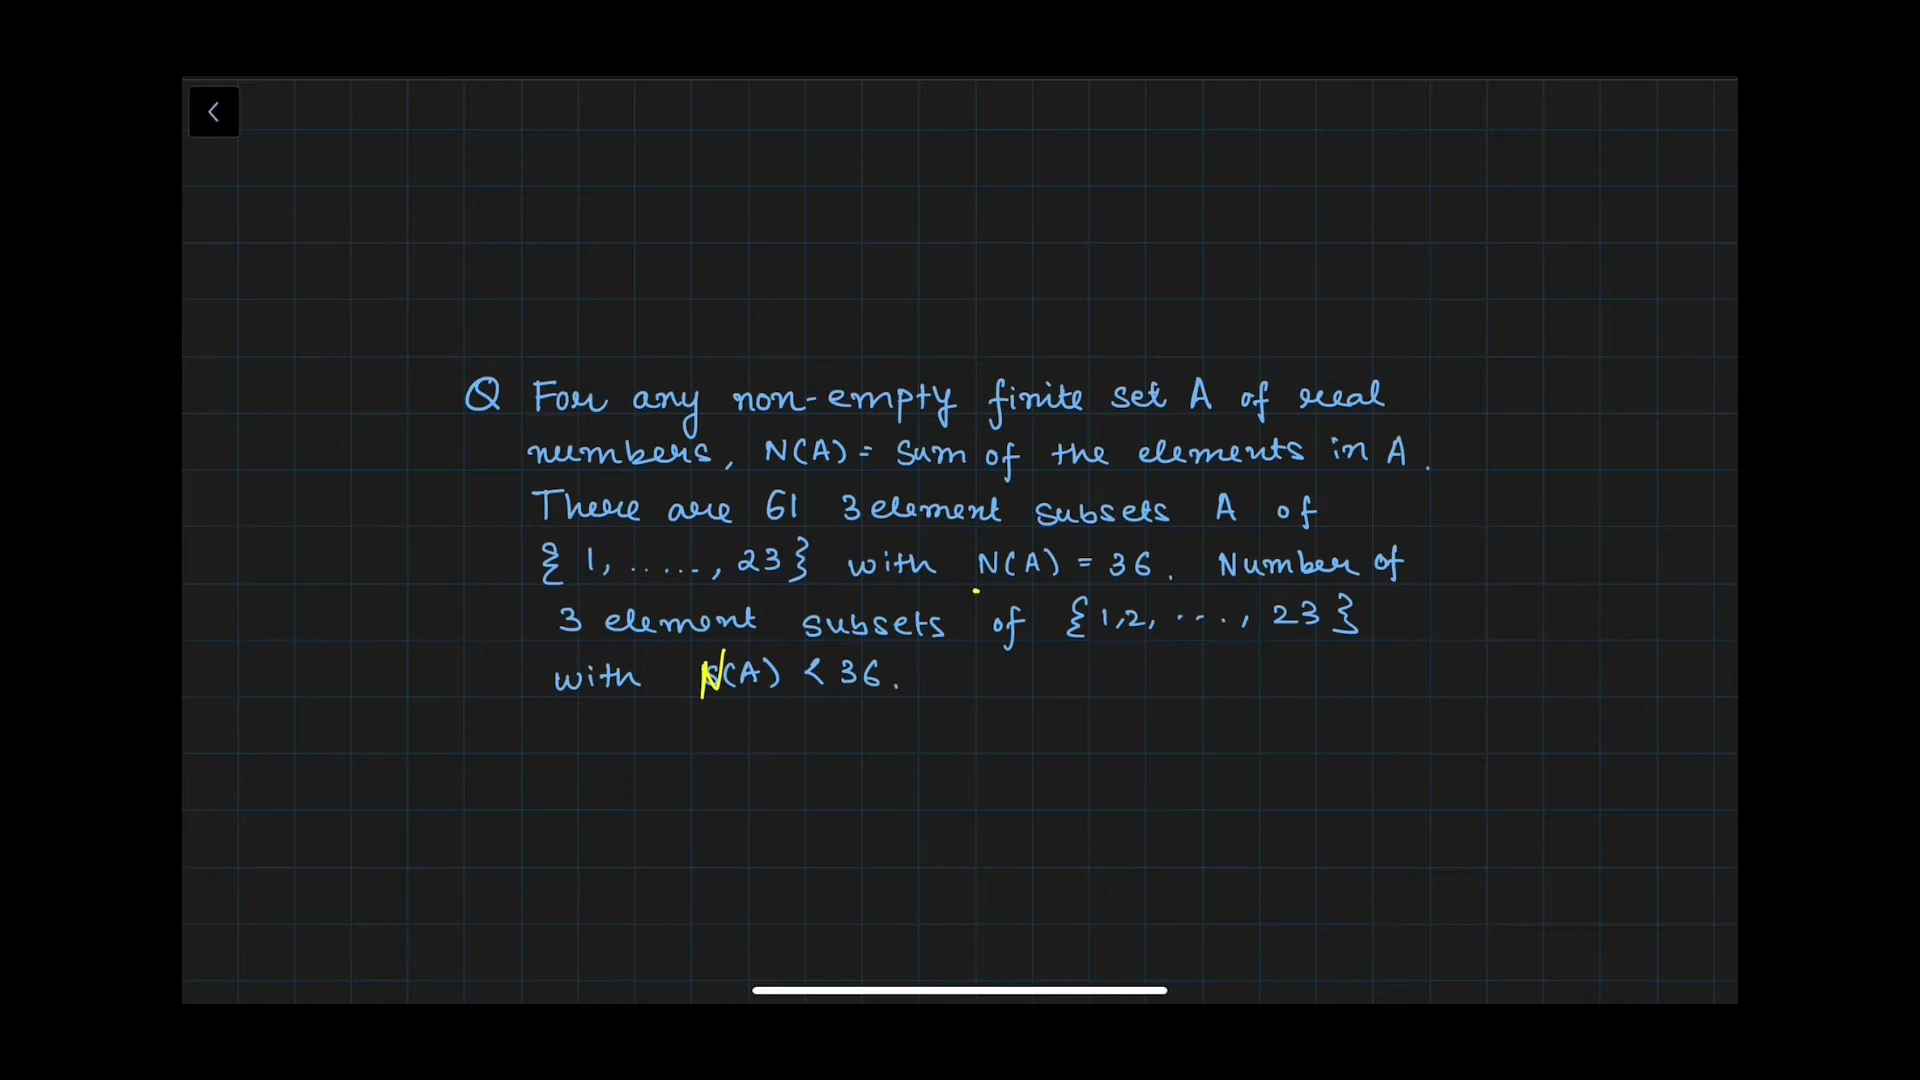 Q For any non-empty finite set A of real
numbers, N(A) = Sum of the elements in A.
There are 61 3 element subsets A of
{ 1, ....., 23 } with N(A) = 36. Number of
3 element subsets of { 1,2, ...., 23 }
with N(A) < 36.